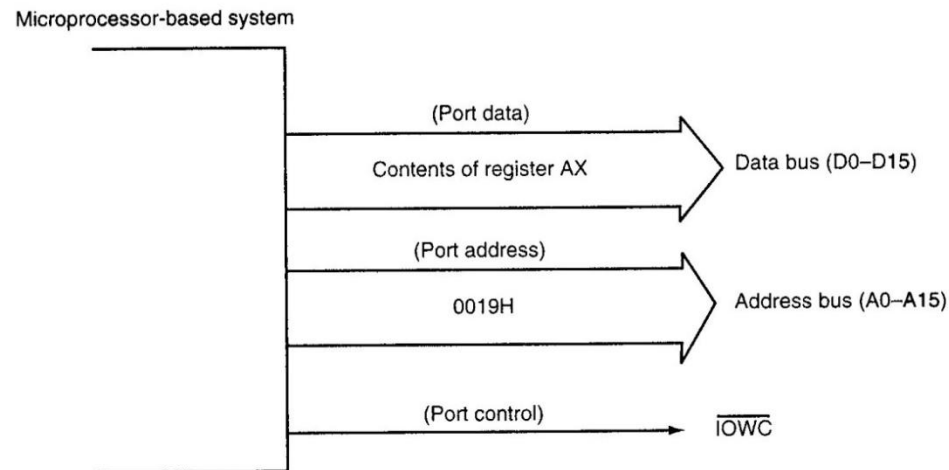 Microprocessor-based system
(Port data)
Contents of register AX
Data bus (D0–D15)
(Port address)
0019H
Address bus (A0–A15)
(Port control)
IOWC